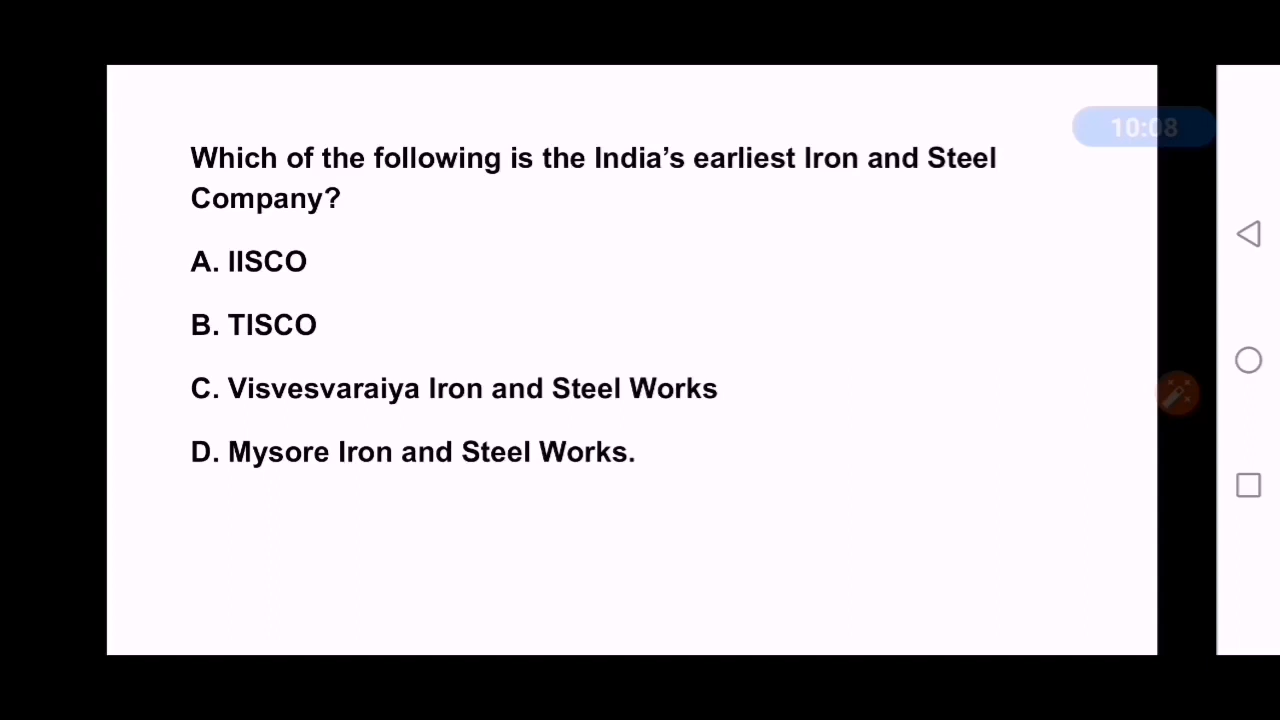 Which of the following is the India's earliest Iron and Steel
Company?
A. IISCO
B. TISCO
C. Visvesvaraiya Iron and Steel Works
D. Mysore Iron and Steel Works.
10:08